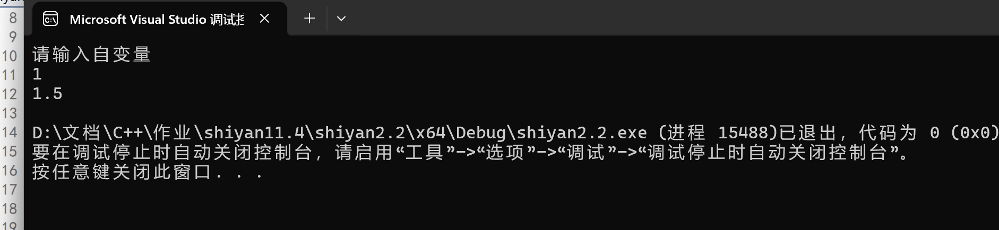 Microsoft Visual Studio 调试控
8
9
10
11
12
13
14
15
16
17
18
19
请输入自变量
1
1.5
D:\文档\C++\作业\shiyan11.4\shiyan2.2\x64\Debug\shiyan2.2.exe (进程 15488)已退出，代码为 0 (0x0)
要在调试停止时自动关闭控制台，请启用“工具”->“选项”->“调试”->“调试停止时自动关闭控制台”。
按任意键关闭此窗口. . .